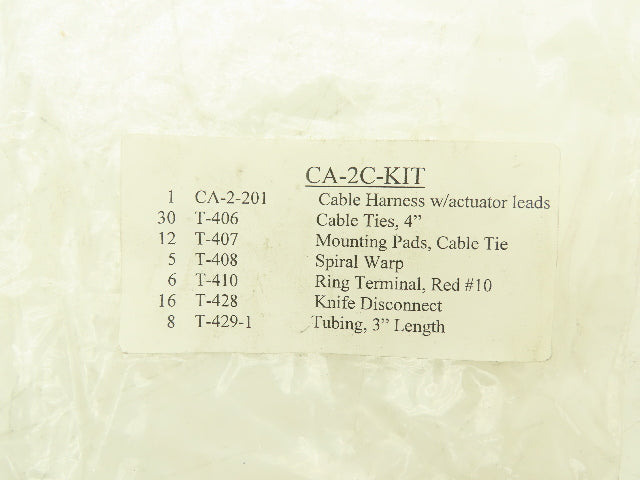 CA-2C-KIT
1 CA-2-201 Cable Harness w/actuator leads
30 T-406 Cable Ties, 4”
12 T-407 Mounting Pads, Cable Tie
5 T-408 Spiral Warp
6 T-410 Ring Terminal, Red #10
16 T-428 Knife Disconnect
8 T-429-1 Tubing, 3” Length